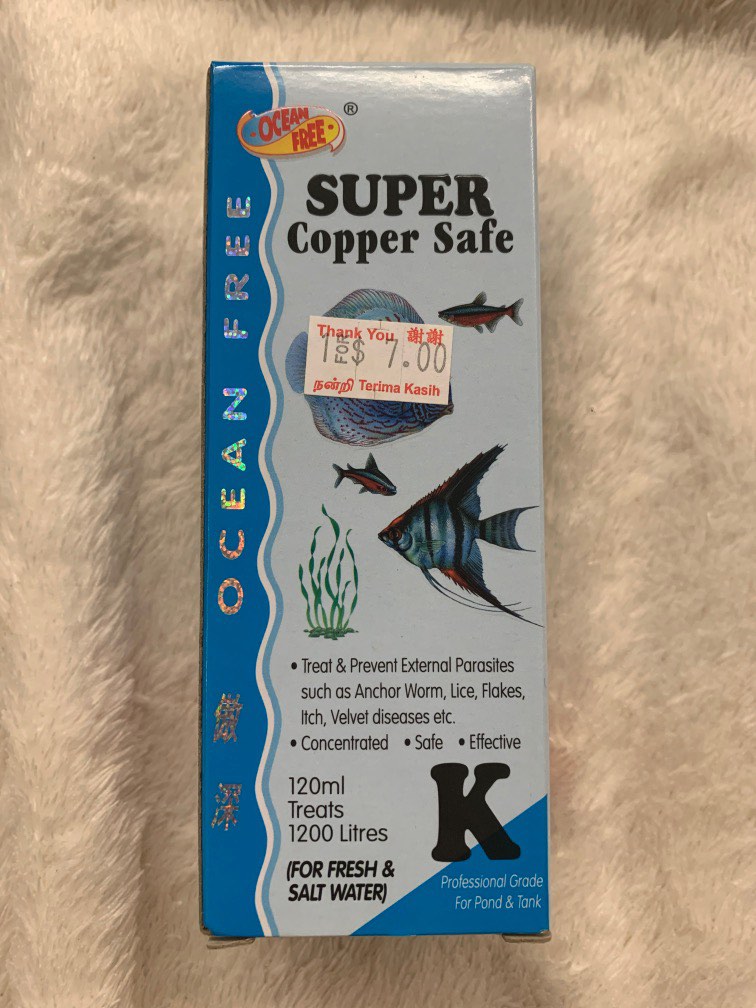 OCEAN
FREE
®
SUPER
Copper Safe
Thank You 謝謝
1 FOR $ 7.00
நன்றி Terima Kasih
OCEAN FREE
• Treat & Prevent External Parasites
such as Anchor Worm, Lice, Flakes,
Itch, Velvet diseases etc.
• Concentrated • Safe • Effective
120ml
Treats
1200 Litres
(FOR FRESH &
SALT WATER)
K
Professional Grade
For Pond & Tank